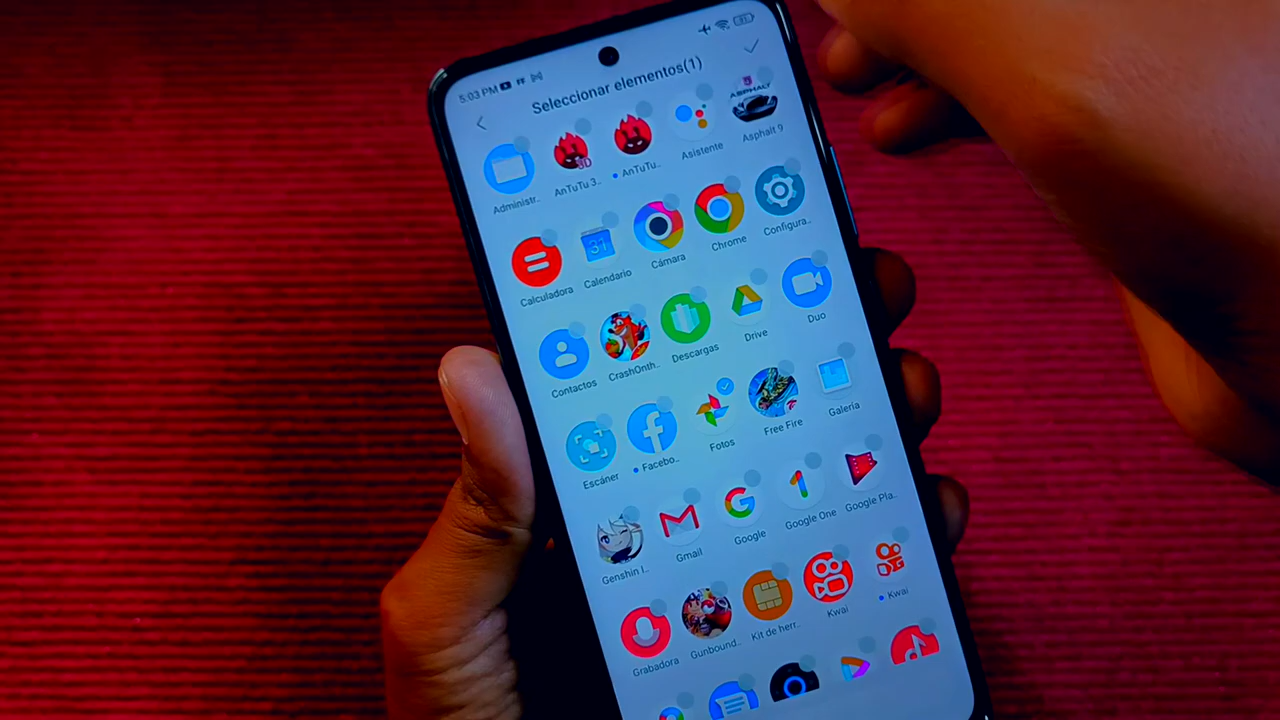 5:03 PM
Seleccionar elementos(1)
Administr..
AnTuTu 3..
AnTuTu..
Asistente
ASPHALT
Asphalt 9
Calculadora
31
Calendario
Cámara
Chrome
Configura..
Contactos
CrashOnth..
Descargas
Drive
Duo
Escáner
Facebo..
Fotos
Free Fire
Galería
Genshin I..
Gmail
Google
Google One
Google Pla..
Grabadora
Gunbound..
Kit de herr..
Kwai
Kwai